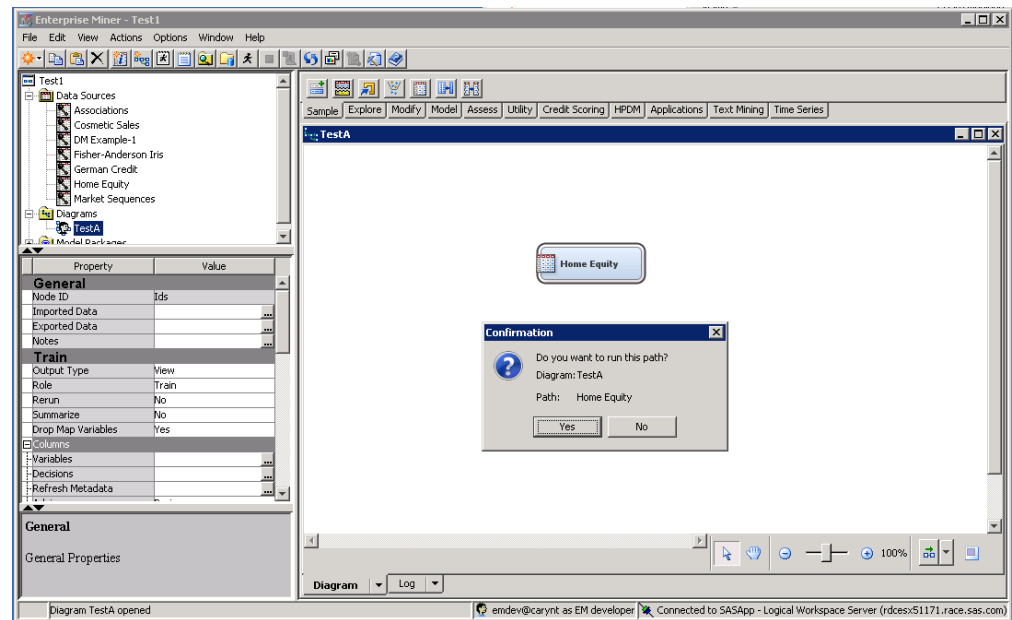 Enterprise Miner - Test1
File Edit View Actions Options Window Help
Test1
Data Sources
Associations
Cosmetic Sales
DM Example-1
Fisher-Anderson Iris
German Credit
Home Equity
Market Sequences
Diagrams
TestA
Model Packages
Property Value
General
Node ID Ids
Imported Data ...
Exported Data ...
Notes ...
Train
Output Type View
Role Train
Rerun No
Summarize No
Drop Map Variables Yes
Columns
Variables ...
Decisions ...
Refresh Metadata ...
General
General Properties
Sample Explore Modify Model Assess Utility Credit Scoring HPDM Applications Text Mining Time Series
TestA
Home Equity
Confirmation
Do you want to run this path?
Diagram: TestA
Path: Home Equity
Yes No
100%
Diagram Log
Diagram TestA opened
emdev@carynt as EM developer
Connected to SASApp - Logical Workspace Server (rdcesx51171.race.sas.com)